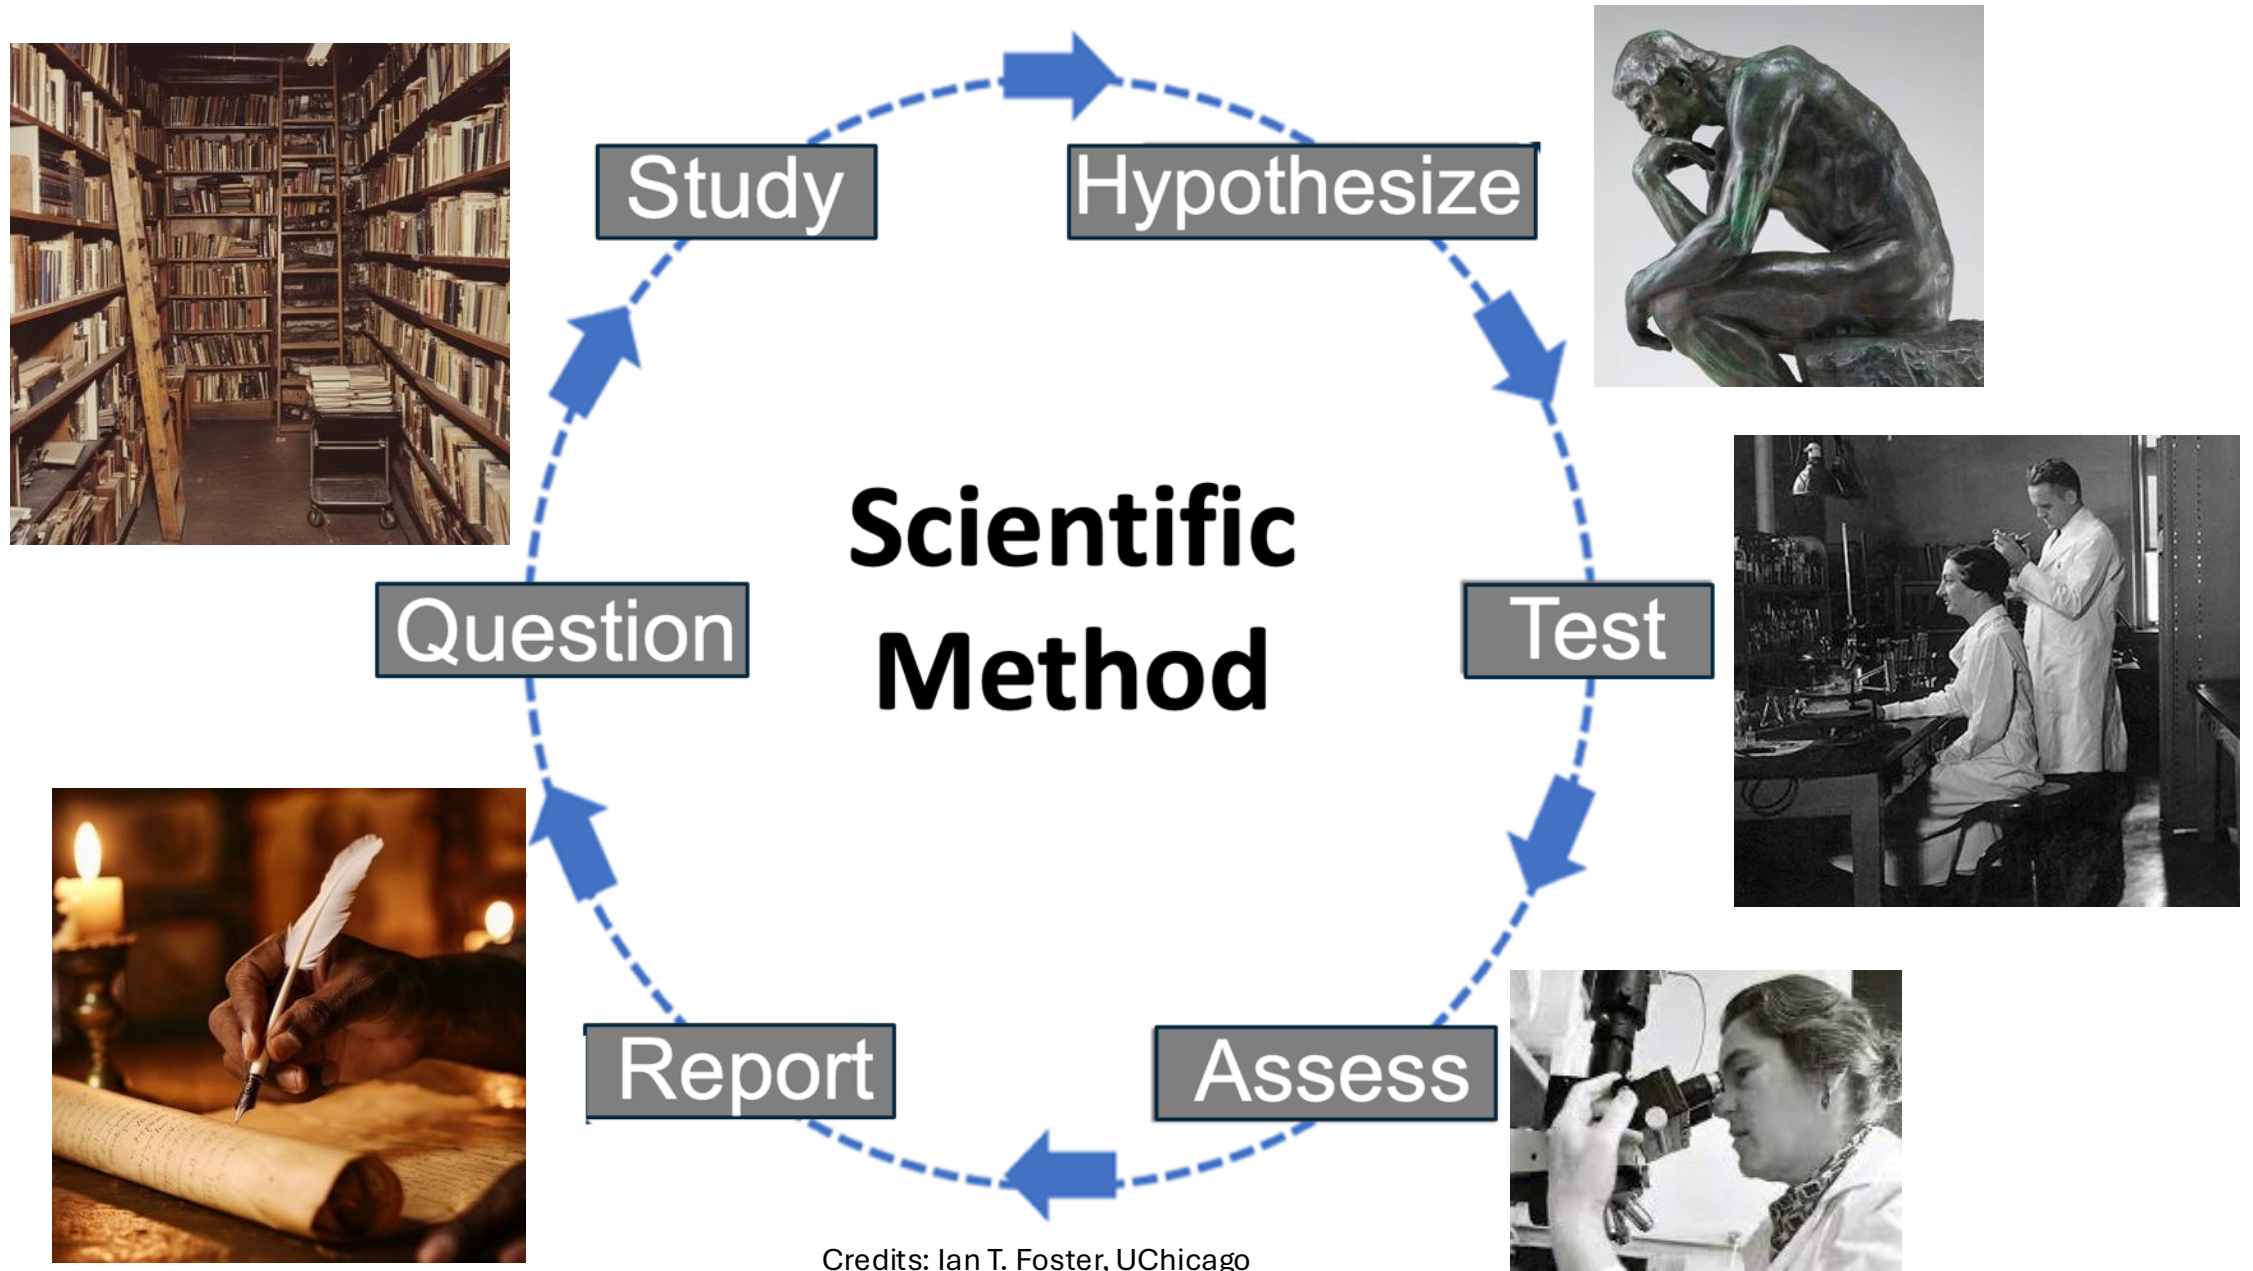 Study
Hypothesize
Scientific
Method
Question
Test
Report
Assess
Credits: Ian T. Foster, UChicago